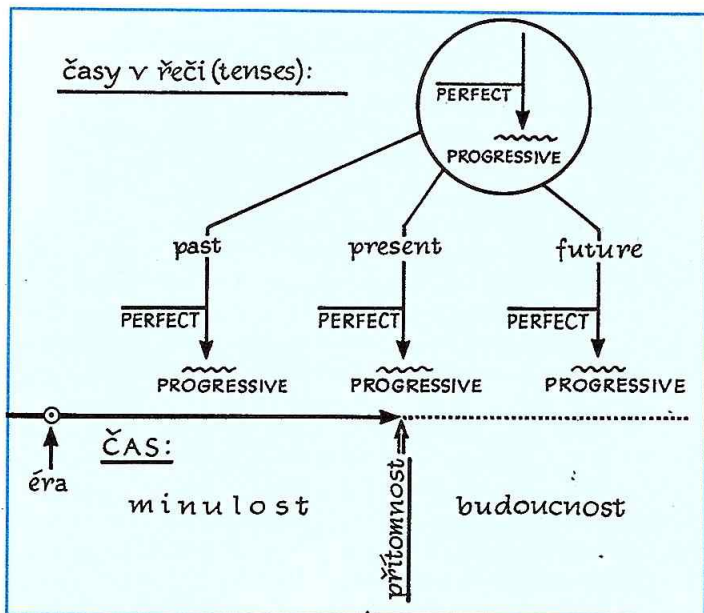 časy v řeči (tenses):
PERFECT
PROGRESSIVE
past present future
PERFECT PERFECT PERFECT
PROGRESSIVE PROGRESSIVE PROGRESSIVE
ČAS:
éra
minulost přítomnost budoucnost